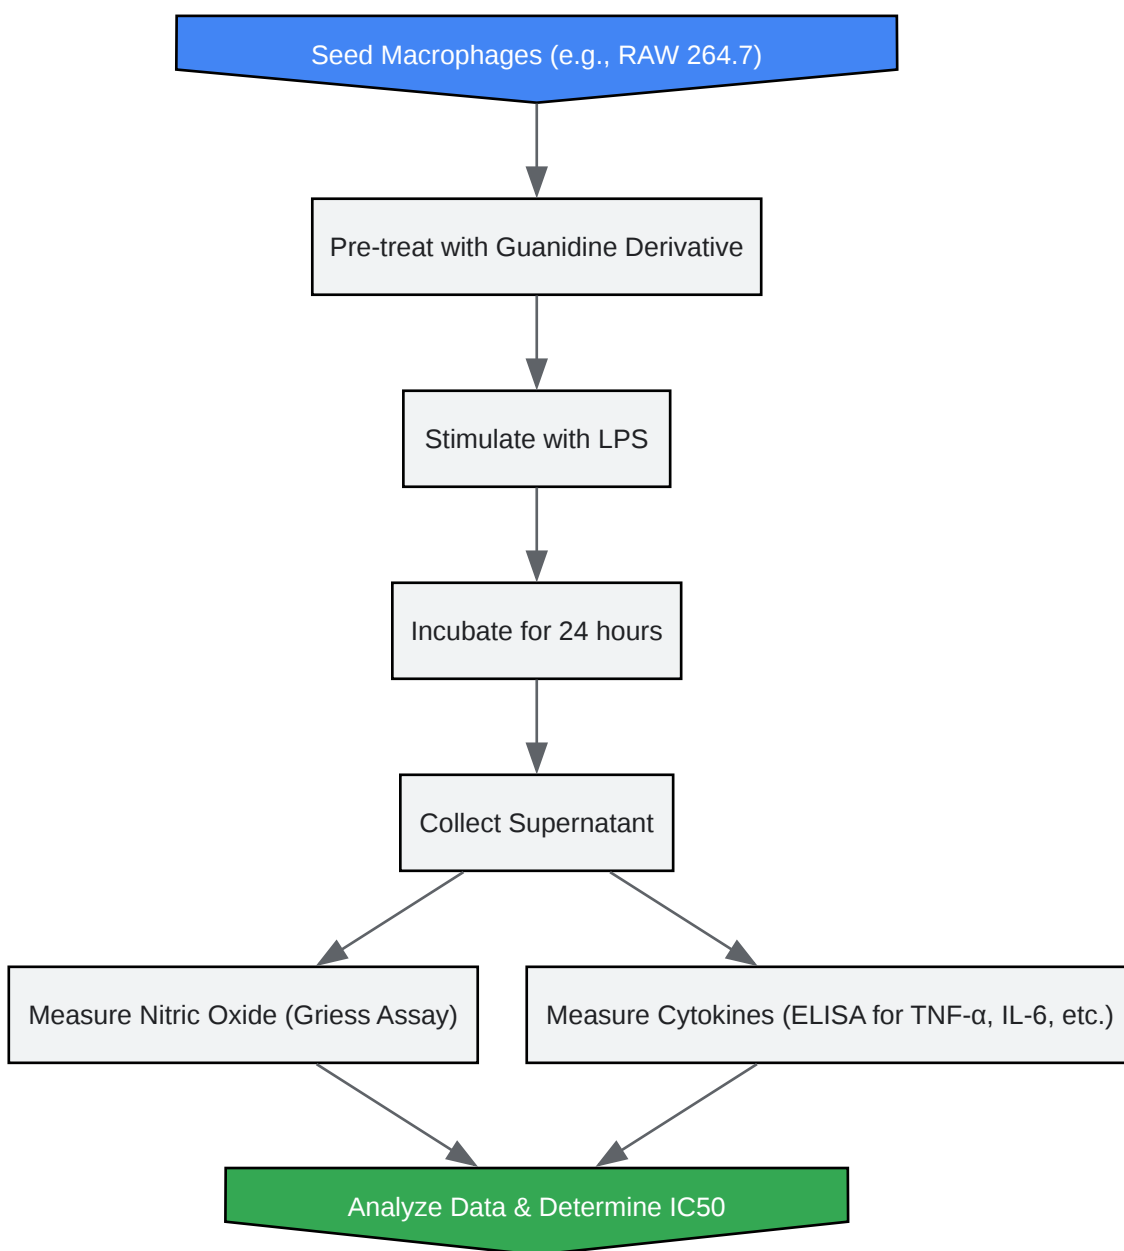 Seed Macrophages (e.g., RAW 264.7)
Pre-treat with Guanidine Derivative
Stimulate with LPS
Incubate for 24 hours
Collect Supernatant
Measure Nitric Oxide (Griess Assay)
Measure Cytokines (ELISA for TNF-α, IL-6, etc.)
Analyze Data & Determine IC50